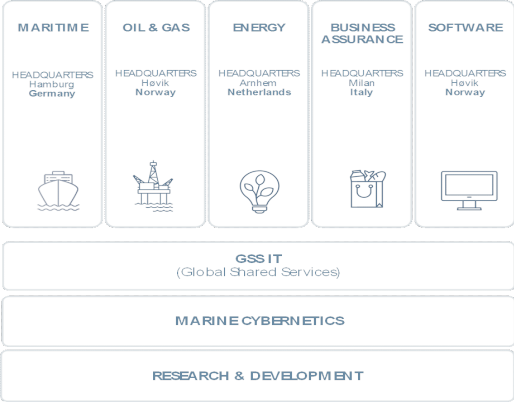 MARITIME
HEADQUARTERS
Hamburg
Germany
OIL & GAS
HEADQUARTERS
Høvik
Norway
ENERGY
HEADQUARTERS
Arnhem
Netherlands
BUSINESS
ASSURANCE
HEADQUARTERS
Milan
Italy
SOFTWARE
HEADQUARTERS
Høvik
Norway
GSS IT
(Global Shared Services)
MARINE CYBERNETICS
RESEARCH & DEVELOPMENT